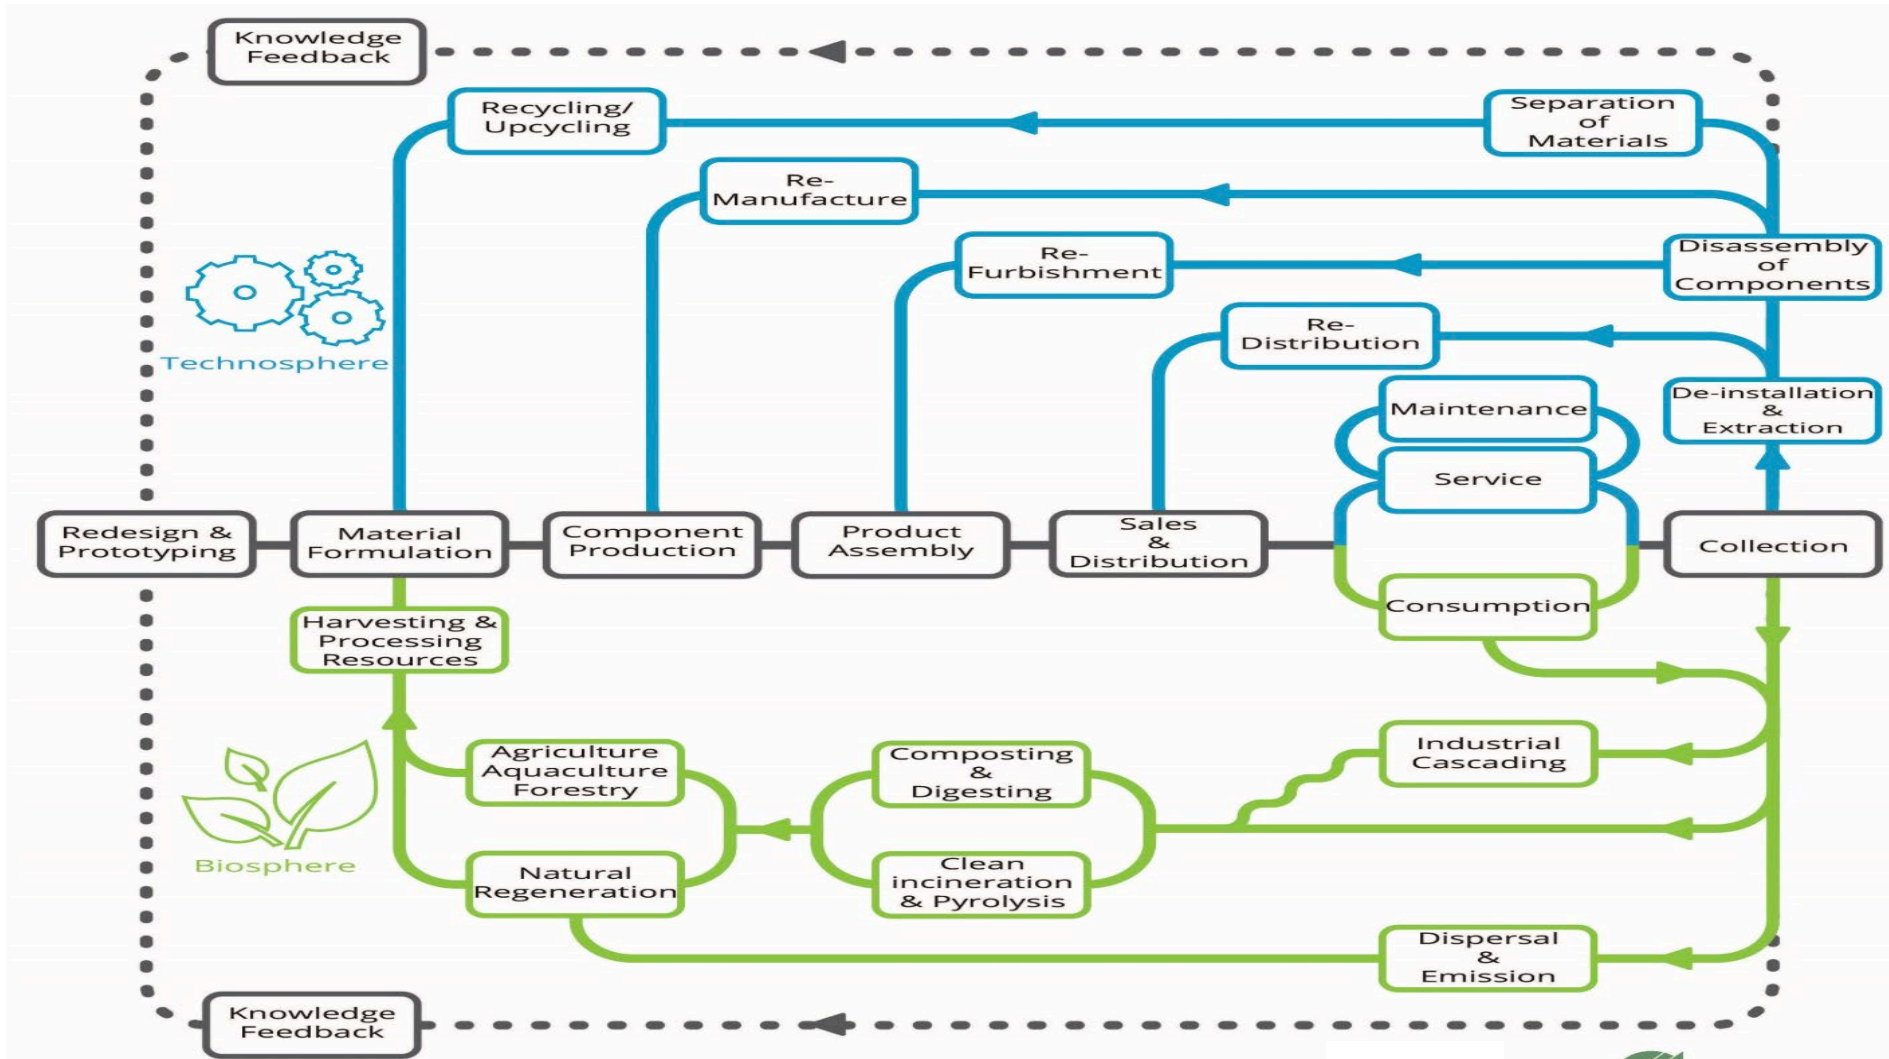 Knowledge
Feedback
Recycling/
Upcycling
Separation
of
Materials
Re-
Manufacture
Re-
Furbishment
Disassembly
of
Components
Re-
Distribution
Technosphere
Maintenance
De-installation
&
Extraction
Service
Redesign &
Prototyping
Material
Formulation
Component
Production
Product
Assembly
Sales
&
Distribution
Collection
Consumption
Harvesting &
Processing
Resources
Agriculture
Aquaculture
Forestry
Composting
&
Digesting
Industrial
Cascading
Biosphere
Natural
Regeneration
Clean
incineration
& Pyrolysis
Dispersal
&
Emission
Knowledge
Feedback